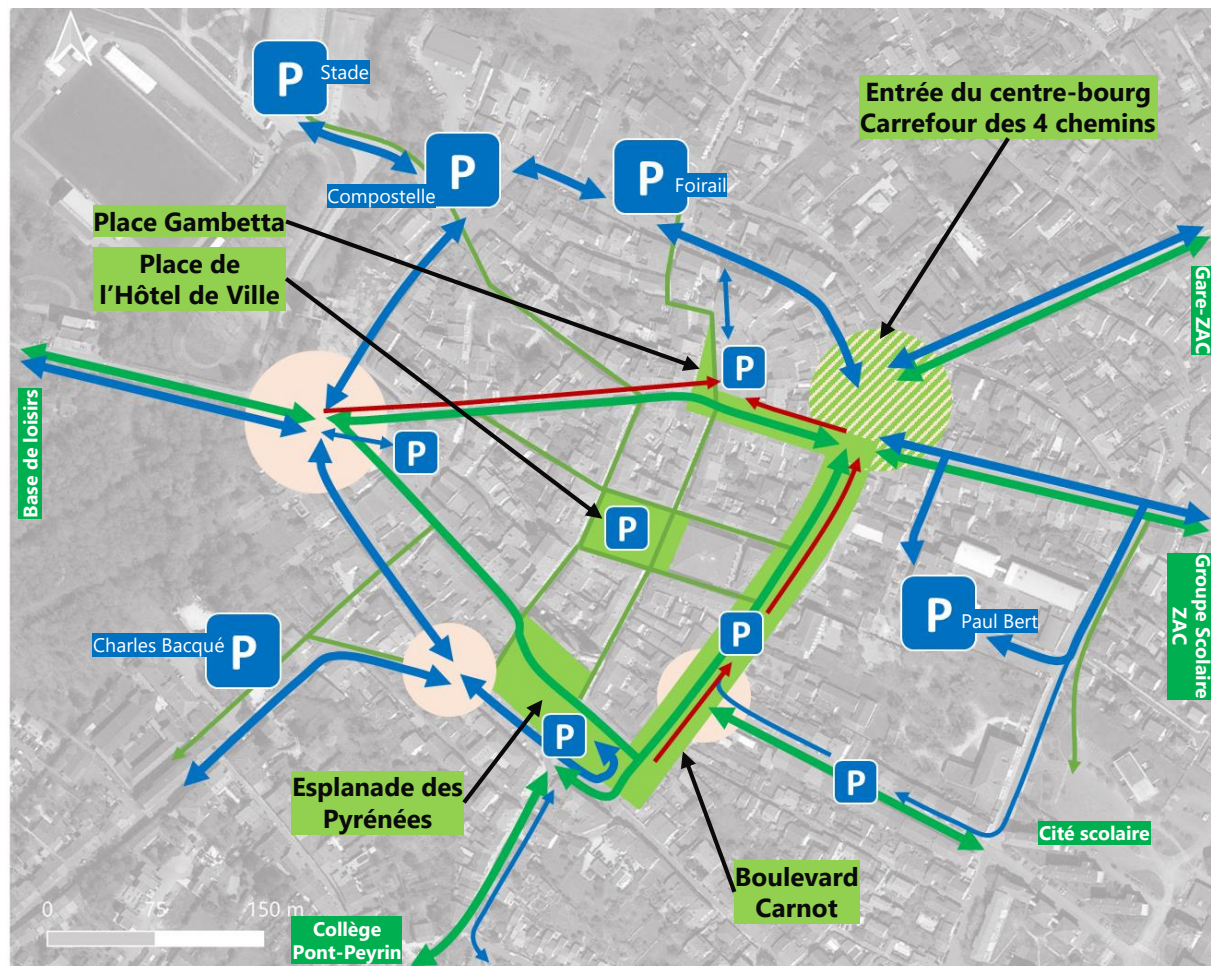 P Stade
Entrée du centre-bourg
Carrefour des 4 chemins
P
Compostelle
P Foirail
Place Gambetta
Place de
l'Hôtel de Ville
Gare-ZAC
P
Base de loisirs
P
P
Groupe Scolaire
ZAC
P Paul Bert
Charles Bacqué P
P
P
Esplanade des
Pyrénées
P
Cité scolaire
Boulevard
Carnot
0 75 150 m
Collège
Pont-Peyrin